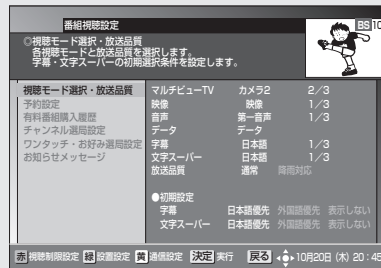 番組視聴設定
BS10
◎視聴モード選択・放送品質
各視聴モードと放送品質を選択します。
字幕・文字スーパーの初期選択条件を設定します。
視聴モード選択・放送品質
予約設定
有料番組購入履歴
チャンネル選局設定
ワンタッチ・お好み選局設定
お知らせメッセージ
マルチビューTV カメラ2 2/3
映像 映像 1/3
音声 第一音声 1/3
データ データ
字幕 日本語 1/3
文字スーパー 日本語 1/3
放送品質 通常 降雨対応
●初期設定
字幕 日本語優先 外国語優先 表示しない
文字スーパー 日本語優先 外国語優先 表示しない
赤 視聴制限設定 緑 設置設定 黄 通信設定 決定 実行 戻る 10月20日 (木) 20:45